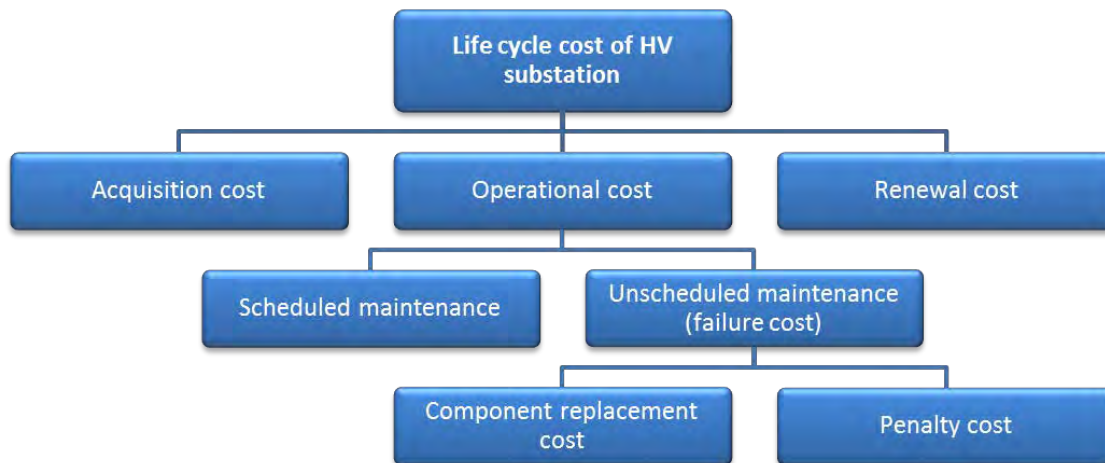 Life cycle cost of HV
substation
Acquisition cost
Operational cost
Renewal cost
Scheduled maintenance
Unscheduled maintenance
(failure cost)
Component replacement
cost
Penalty cost